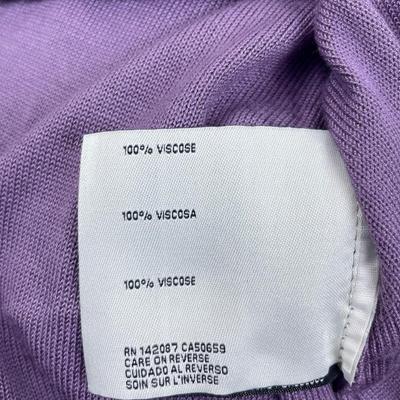 100% VISCOSE
100% VISCOSA
100% VISCOSE
RN 142087 CA50659
CARE ON REVERSE
CUIDADO AL REVERSO
SOIN SUR L'INVERSE